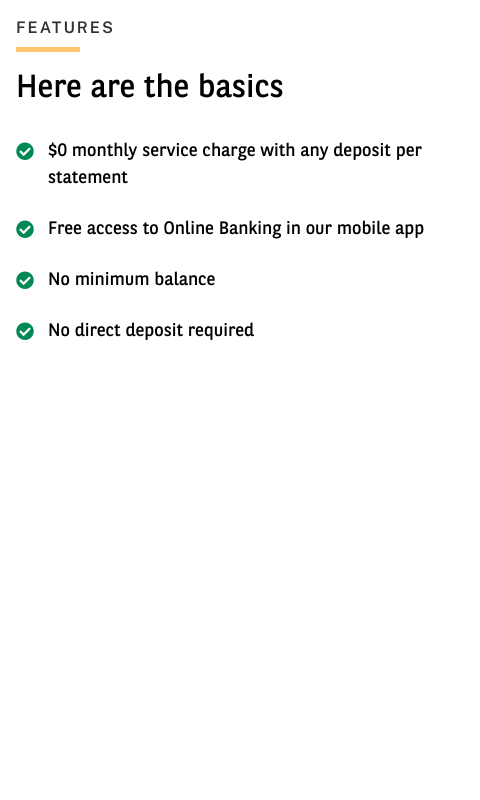 FEATURES
Here are the basics
$0 monthly service charge with any deposit per
statement
Free access to Online Banking in our mobile app
No minimum balance
No direct deposit required